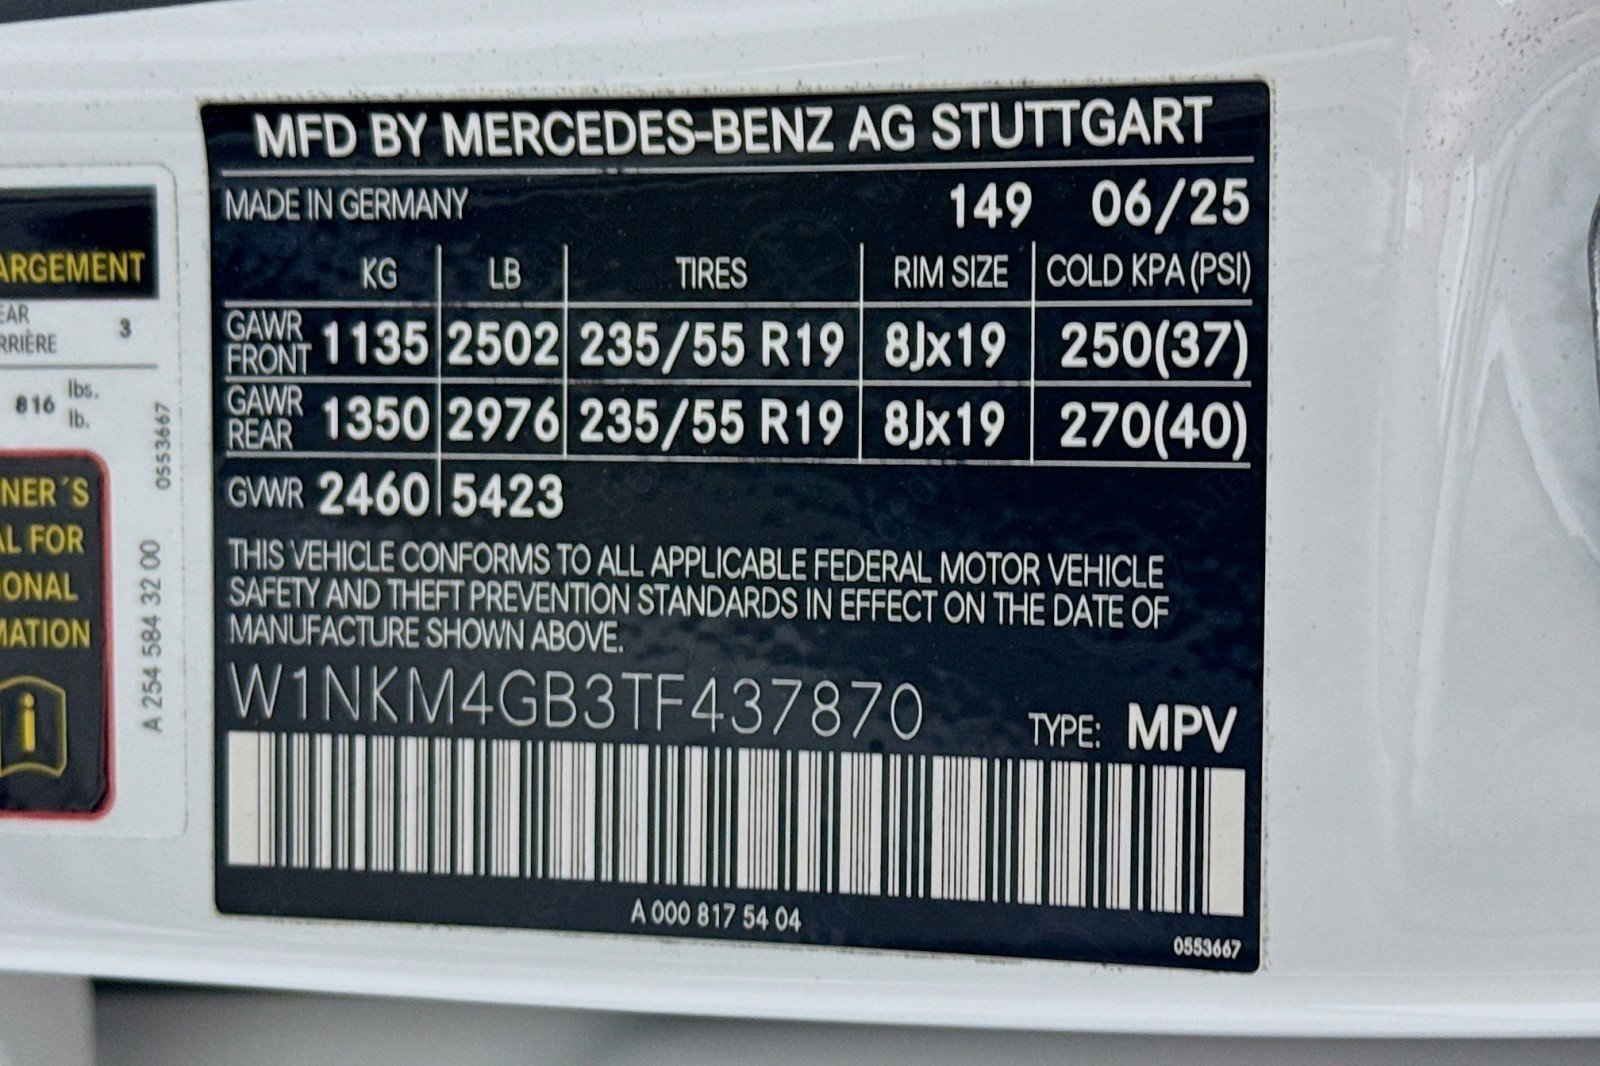 MFD BY MERCEDES-BENZ AG STUTTGART
MADE IN GERMANY 149 06/25
KG LB TIRES RIM SIZE COLD KPA (PSI)
GAWR FRONT 1135 2502 235/55 R19 8Jx19 250(37)
GAWR REAR 1350 2976 235/55 R19 8Jx19 270(40)
GVWR 2460 5423
THIS VEHICLE CONFORMS TO ALL APPLICABLE FEDERAL MOTOR VEHICLE
SAFETY AND THEFT PREVENTION STANDARDS IN EFFECT ON THE DATE OF
MANUFACTURE SHOWN ABOVE.
W1NKM4GB3TF437870
TYPE: MPV
A 000 817 54 04
0553667
ARGEMENT
EAR
RRIÈRE 3
816 lbs.
lb.
NER´S
AL FOR
ONAL
MATION
i
A 254 584 32 00
0553667